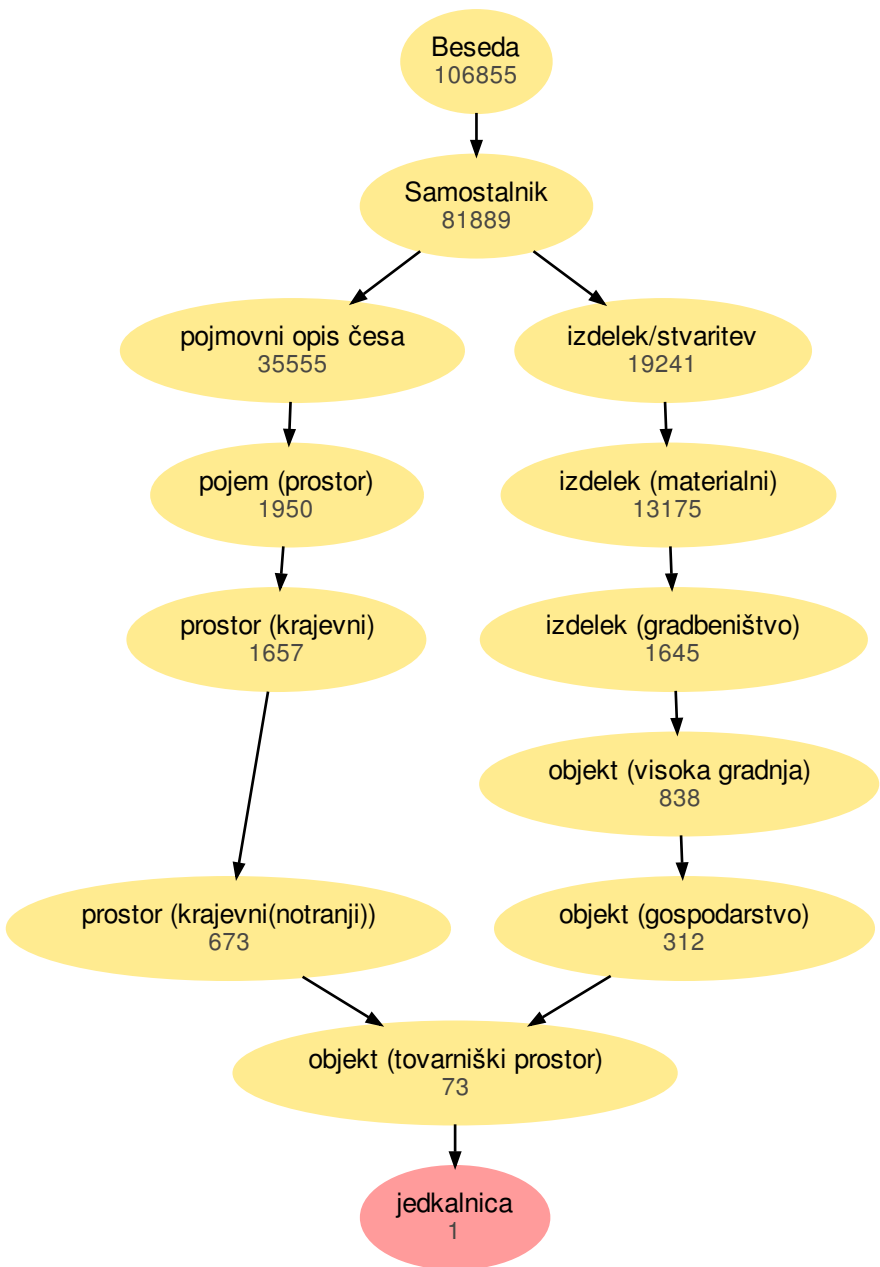 Beseda
106855
Samostalnik
81889
pojmovni opis česa
35555
izdelek/stvaritev
19241
pojem (prostor)
1950
izdelek (materialni)
13175
prostor (krajevni)
1657
izdelek (gradbeništvo)
1645
objekt (visoka gradnja)
838
prostor (krajevni(notranji))
673
objekt (gospodarstvo)
312
objekt (tovarniški prostor)
73
jedkalnica
1